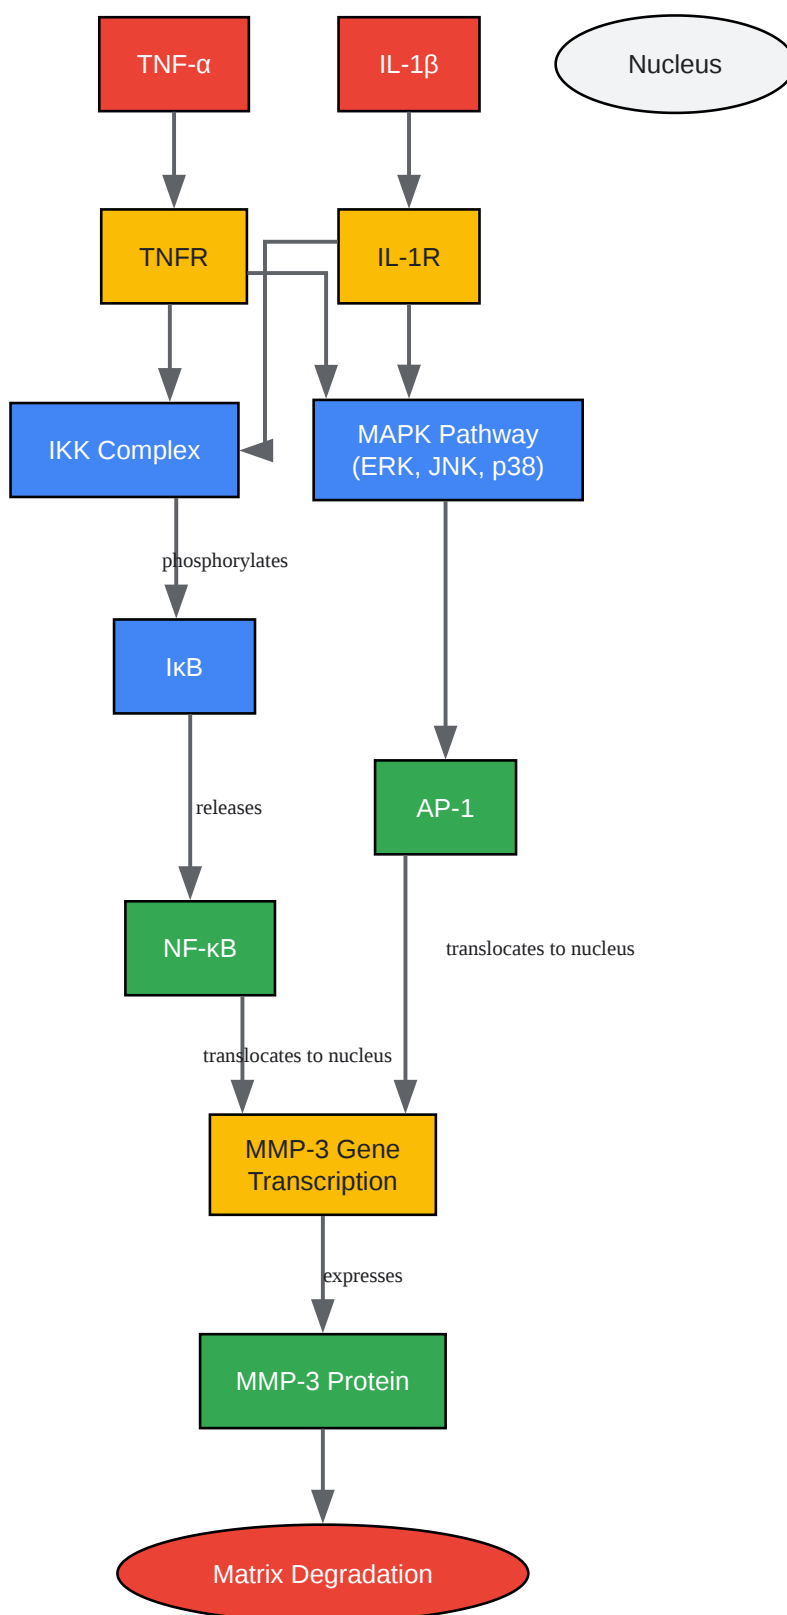 TNF-α
IL-1β
Nucleus
TNFR
IL-1R
IKK Complex
MAPK Pathway
(ERK, JNK, p38)
phosphorylates
IκB
releases
AP-1
NF-κB
translocates to nucleus
translocates to nucleus
MMP-3 Gene
Transcription
expresses
MMP-3 Protein
Matrix Degradation